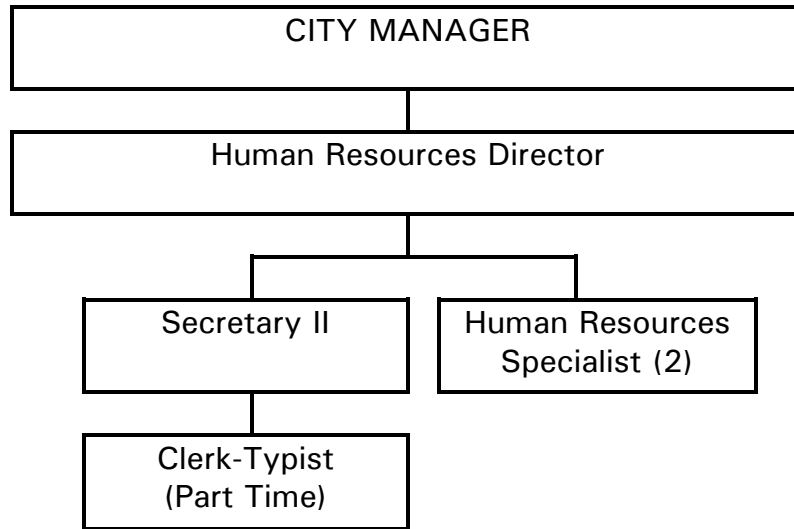 CITY MANAGER
Human Resources Director
Secretary II
Human Resources
Specialist (2)
Clerk-Typist
(Part Time)